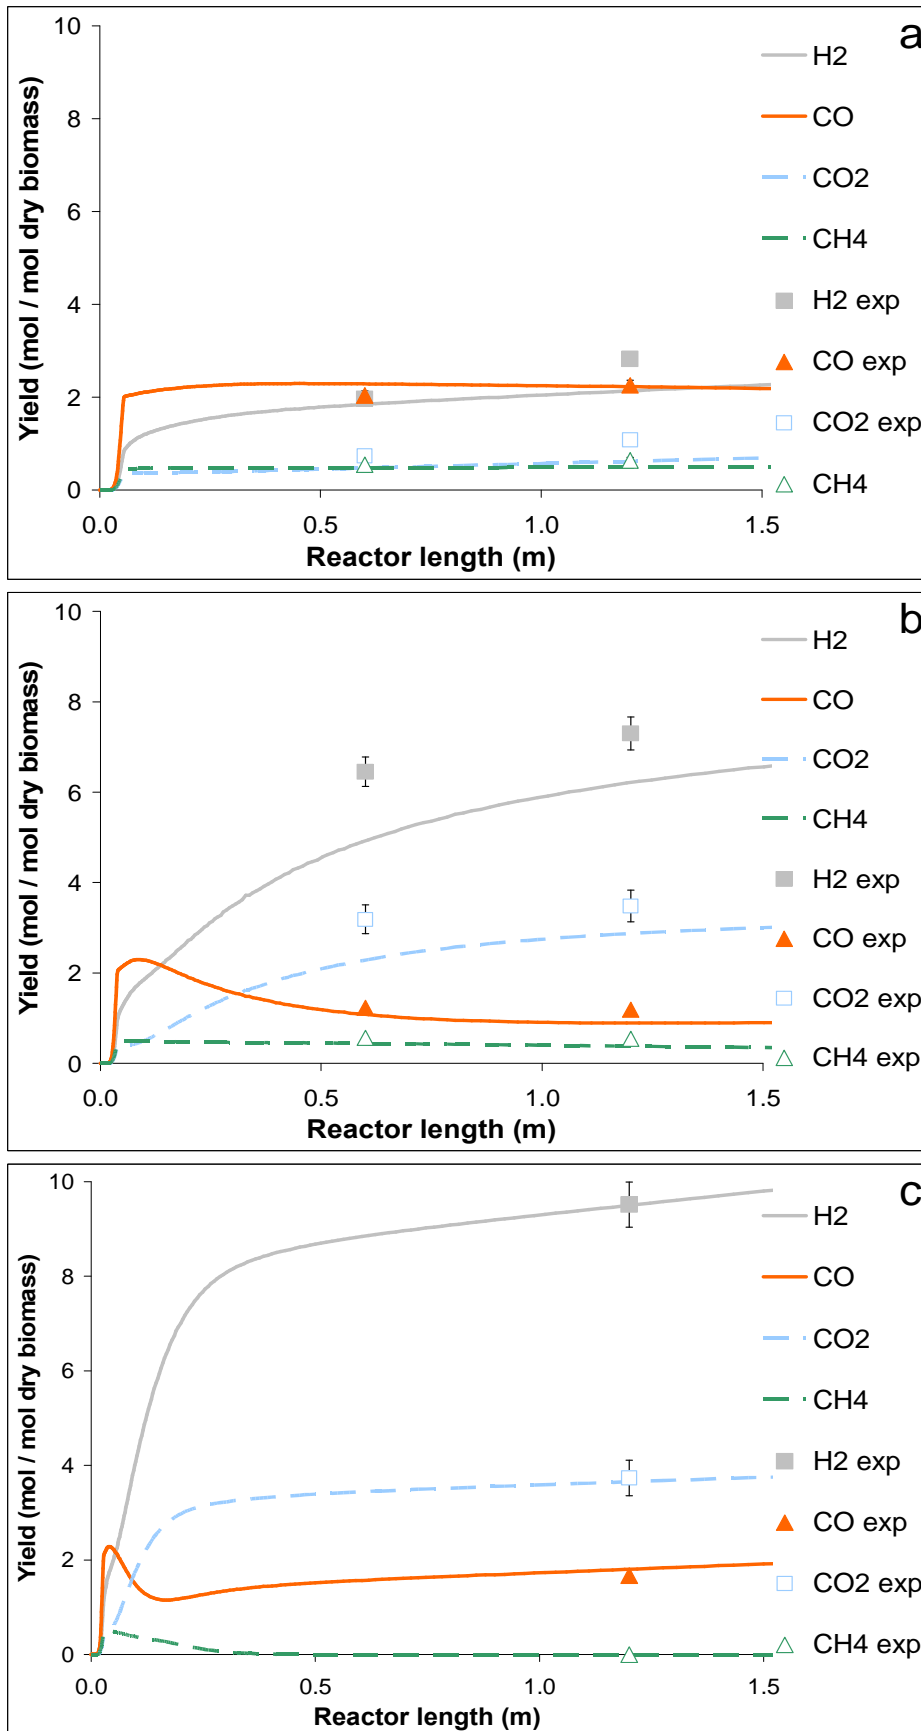 a
10
8
6
4
2
0
Yield (mol / mol dry biomass)
0.0 0.5 1.0 1.5
Reactor length (m)
H2
CO
CO2
CH4
H2 exp
CO exp
CO2 exp
CH4
b
10
8
6
4
2
0
Yield (mol / mol dry biomass)
0.0 0.5 1.0 1.5
Reactor length (m)
H2
CO
CO2
CH4
H2 exp
CO exp
CO2 exp
CH4 exp
c
10
8
6
4
2
0
Yield (mol / mol dry biomass)
0.0 0.5 1.0 1.5
Reactor length (m)
H2
CO
CO2
CH4
H2 exp
CO exp
CO2 exp
CH4 exp